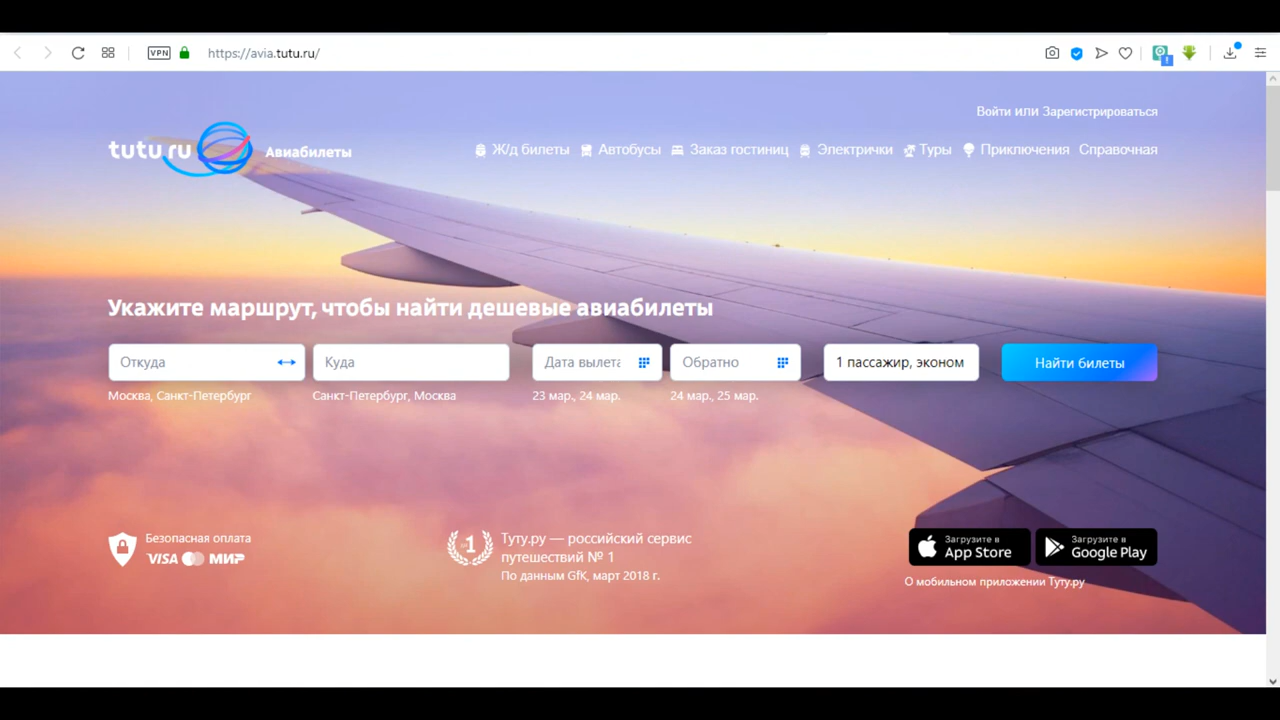 VPN
https://avia.tutu.ru/
Войти или Зарегистрироваться
tutu.ru
Авиабилеты
Ж/д билеты Автобусы Заказ гостиниц Электрички Туры Приключения Справочная
Укажите маршрут, чтобы найти дешевые авиабилеты
Откуда Куда Дата вылета Обратно 1 пассажир, эконом Найти билеты
Москва, Санкт-Петербург Санкт-Петербург, Москва 23 мар., 24 мар. 24 мар., 25 мар.
Безопасная оплата
VISA МИР
1
Туту.ру — российский сервис
путешествий № 1
По данным GfK, март 2018 г.
Загрузите в
App Store
Загрузите в
Google Play
О мобильном приложении Туту.ру